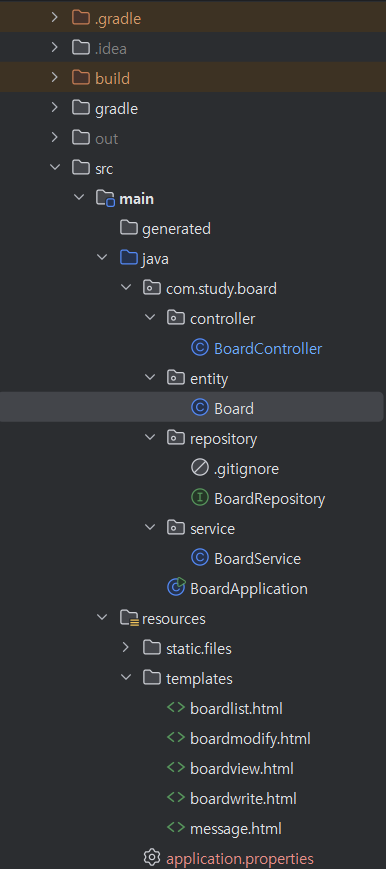 .gradle
.idea
build
gradle
out
src
main
generated
java
com.study.board
controller
BoardController
entity
Board
repository
.gitignore
BoardRepository
service
BoardService
BoardApplication
resources
static.files
templates
boardlist.html
boardmodify.html
boardview.html
boardwrite.html
message.html
application.properties